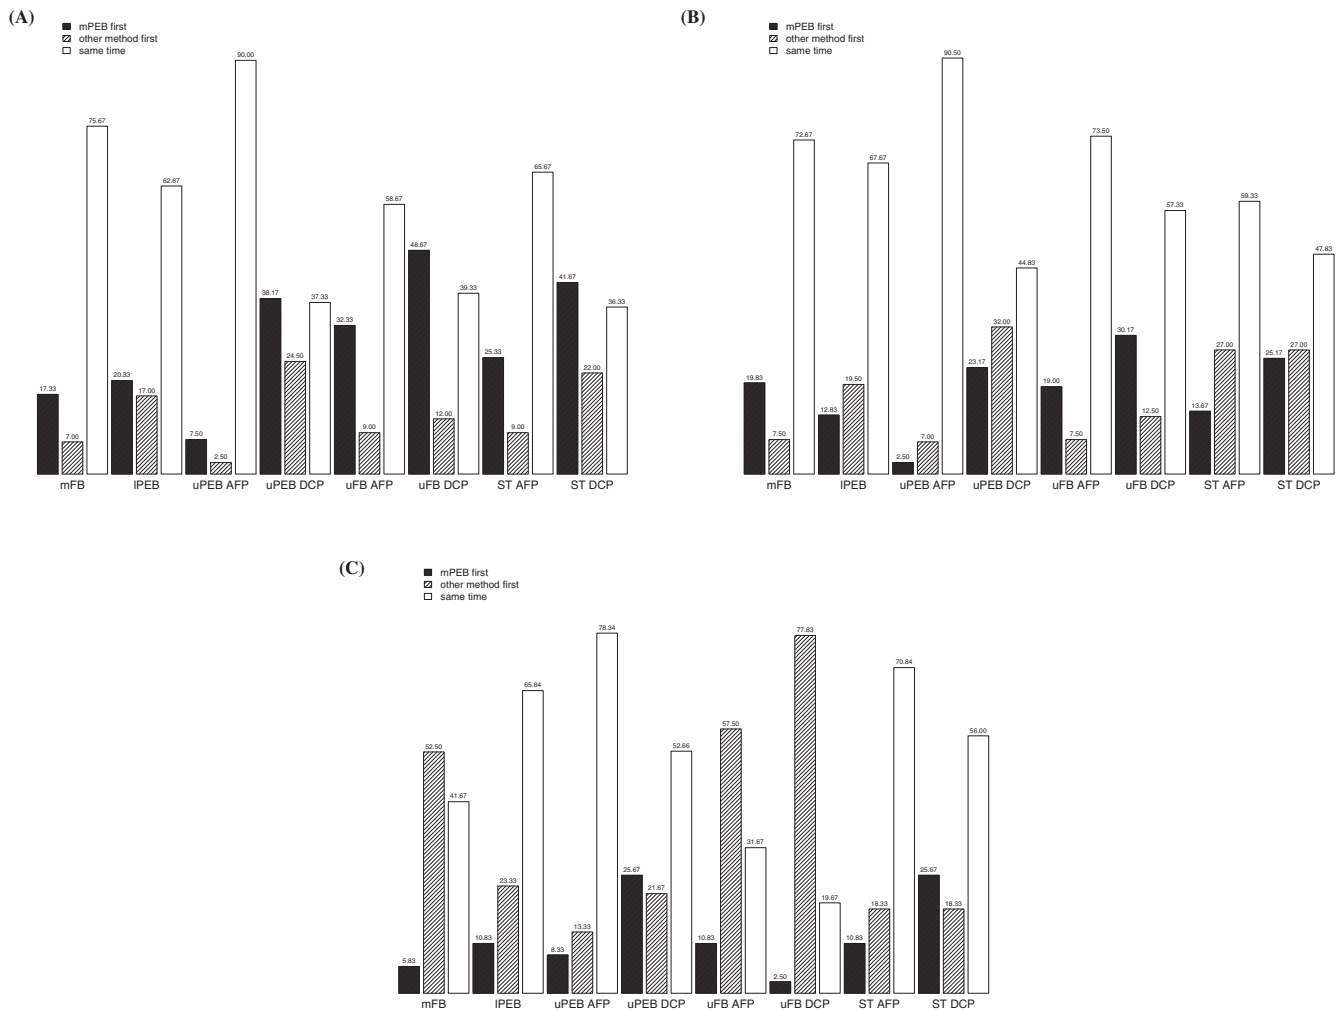 (A)
mPEB first
other method first
same time
17.33 7.00 75.67 20.33 17.00 62.67 7.50 2.50 90.00 38.17 24.50 37.33 32.33 9.00 58.67 48.67 12.00 39.33 25.33 9.00 65.67 41.67 22.00 36.33
mFB lPEB uPEB AFP uPEB DCP uFB AFP uFB DCP ST AFP ST DCP
(B)
mPEB first
other method first
same time
19.83 7.50 72.67 12.83 19.50 67.67 2.50 7.00 90.50 23.17 32.00 44.83 19.00 7.50 73.50 30.17 12.50 57.33 13.67 27.00 59.33 25.17 27.00 47.83
mFB lPEB uPEB AFP uPEB DCP uFB AFP uFB DCP ST AFP ST DCP
(C)
mPEB first
other method first
same time
5.83 52.50 41.67 10.83 23.33 65.84 8.33 13.33 78.34 25.67 21.67 52.66 10.83 57.50 31.67 2.50 77.83 19.67 10.83 18.33 70.84 25.67 18.33 56.00
mFB lPEB uPEB AFP uPEB DCP uFB AFP uFB DCP ST AFP ST DCP